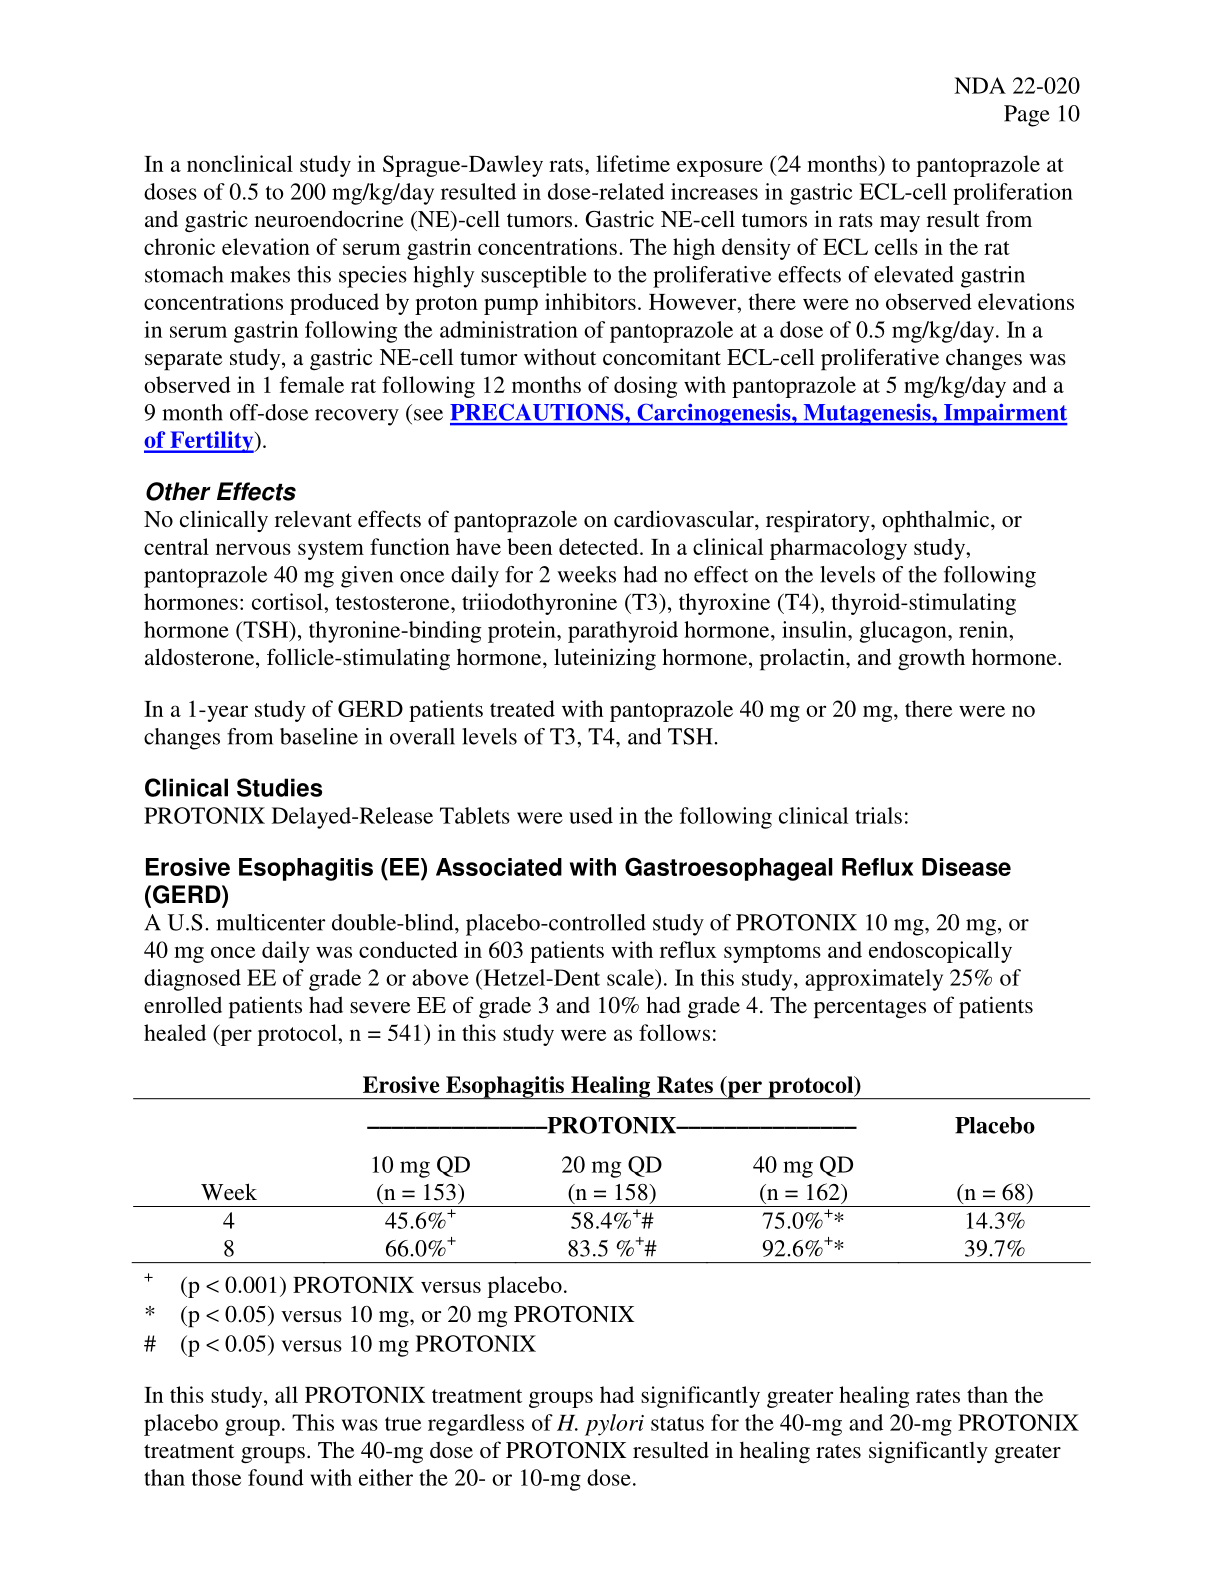 NDA 22-020
Page 10
In a nonclinical study in Sprague-Dawley rats, lifetime exposure (24 months) to pantoprazole at
doses of 0.5 to 200 mg/kg/day resulted in dose-related increases in gastric ECL-cell proliferation
and gastric neuroendocrine (NE)-cell tumors. Gastric NE-cell tumors in rats may result from
chronic elevation of serum gastrin concentrations. The high density of ECL cells in the rat
stomach makes this species highly susceptible to the proliferative effects of elevated gastrin
concentrations produced by proton pump inhibitors. However, there were no observed elevations
in serum gastrin following the administration of pantoprazole at a dose of 0.5 mg/kg/day. In a
separate study, a gastric NE-cell tumor without concomitant ECL-cell proliferative changes was
observed in 1 female rat following 12 months of dosing with pantoprazole at 5 mg/kg/day and a
9 month off-dose recovery (see PRECAUTIONS, Carcinogenesis, Mutagenesis, Impairment
of Fertility).
Other Effects
No clinically relevant effects of pantoprazole on cardiovascular, respiratory, ophthalmic, or
central nervous system function have been detected. In a clinical pharmacology study,
pantoprazole 40 mg given once daily for 2 weeks had no effect on the levels of the following
hormones: cortisol, testosterone, triiodothyronine (T3), thyroxine (T4), thyroid-stimulating
hormone (TSH), thyronine-binding protein, parathyroid hormone, insulin, glucagon, renin,
aldosterone, follicle-stimulating hormone, luteinizing hormone, prolactin, and growth hormone.
In a 1-year study of GERD patients treated with pantoprazole 40 mg or 20 mg, there were no
changes from baseline in overall levels of T3, T4, and TSH.
Clinical Studies
PROTONIX Delayed-Release Tablets were used in the following clinical trials:
Erosive Esophagitis (EE) Associated with Gastroesophageal Reflux Disease
(GERD)
A U.S. multicenter double-blind, placebo-controlled study of PROTONIX 10 mg, 20 mg, or
40 mg once daily was conducted in 603 patients with reflux symptoms and endoscopically
diagnosed EE of grade 2 or above (Hetzel-Dent scale). In this study, approximately 25% of
enrolled patients had severe EE of grade 3 and 10% had grade 4. The percentages of patients
healed (per protocol, n = 541) in this study were as follows:
Erosive Esophagitis Healing Rates (per protocol)
———————PROTONIX——————— Placebo
10 mg QD 20 mg QD 40 mg QD
Week (n = 153) (n = 158) (n = 162) (n = 68)
4 45.6%+ 58.4%+# 75.0%+* 14.3%
8 66.0%+ 83.5 %+# 92.6%+* 39.7%
+ (p < 0.001) PROTONIX versus placebo.
* (p < 0.05) versus 10 mg, or 20 mg PROTONIX
# (p < 0.05) versus 10 mg PROTONIX
In this study, all PROTONIX treatment groups had significantly greater healing rates than the
placebo group. This was true regardless of H. pylori status for the 40-mg and 20-mg PROTONIX
treatment groups. The 40-mg dose of PROTONIX resulted in healing rates significantly greater
than those found with either the 20- or 10-mg dose.